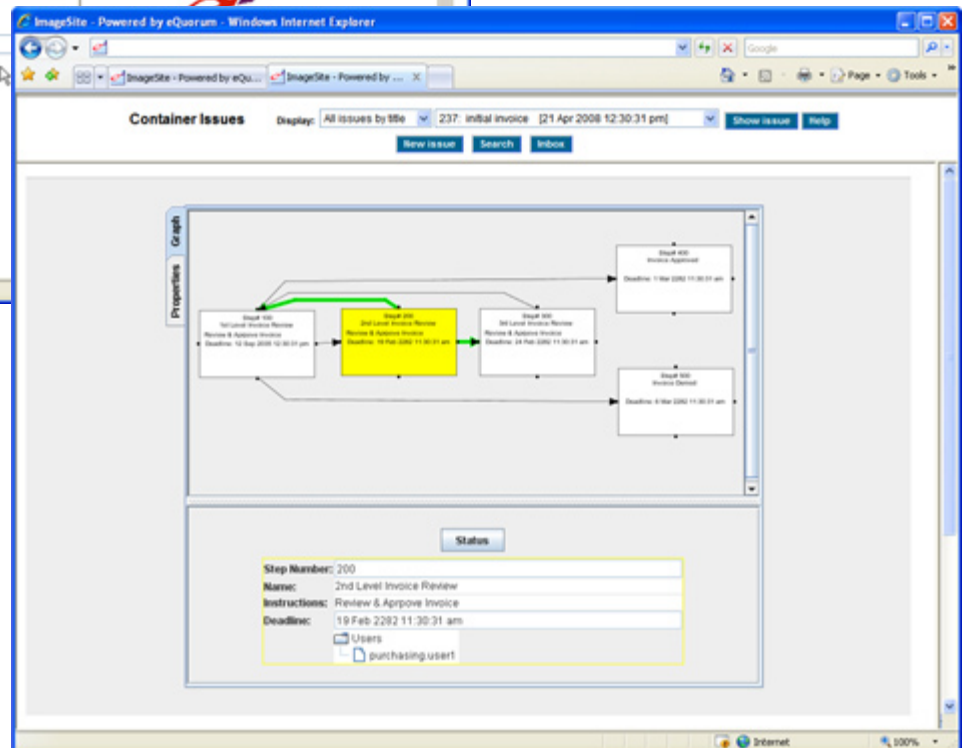 ImageSite - Powered by eQuorum - Windows Internet Explorer
Google
ImageSite - Powered by eQu... ImageSite - Powered by ... X
Page Tools
Container Issues Display: All issues by title 237: initial invoice [21 Apr 2008 12:30:31 pm] Show issue Help
New issue Search Inbox
Graph
Properties
Step# 400
Invoice Approved
Deadline: 1 Mar 2282 11:30:31 am
Step# 100
1st Level Invoice Review
Review & Aprpove Invoice
Deadline: 12 Sep 2008 12:30:31 pm
Step# 200
2nd Level Invoice Review
Review & Aprpove Invoice
Deadline: 19 Feb 2282 11:30:31 am
Step# 300
3rd Level Invoice Review
Review & Aprpove Invoice
Deadline: 24 Feb 2282 11:30:31 am
Step# 500
Invoice Denied
Deadline: 6 Mar 2282 11:30:31 am
Status
Step Number: 200
Name: 2nd Level Invoice Review
Instructions: Review & Aprpove Invoice
Deadline: 19 Feb 2282 11:30:31 am
Users
purchasing.user1
Internet 100%